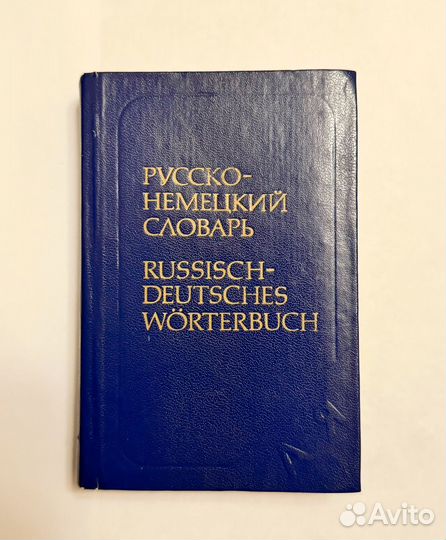 РУССКО-
НЕМЕЦКИЙ
СЛОВАРЬ
RUSSISCH-
DEUTSCHES
WÖRTERBUCH
Avito